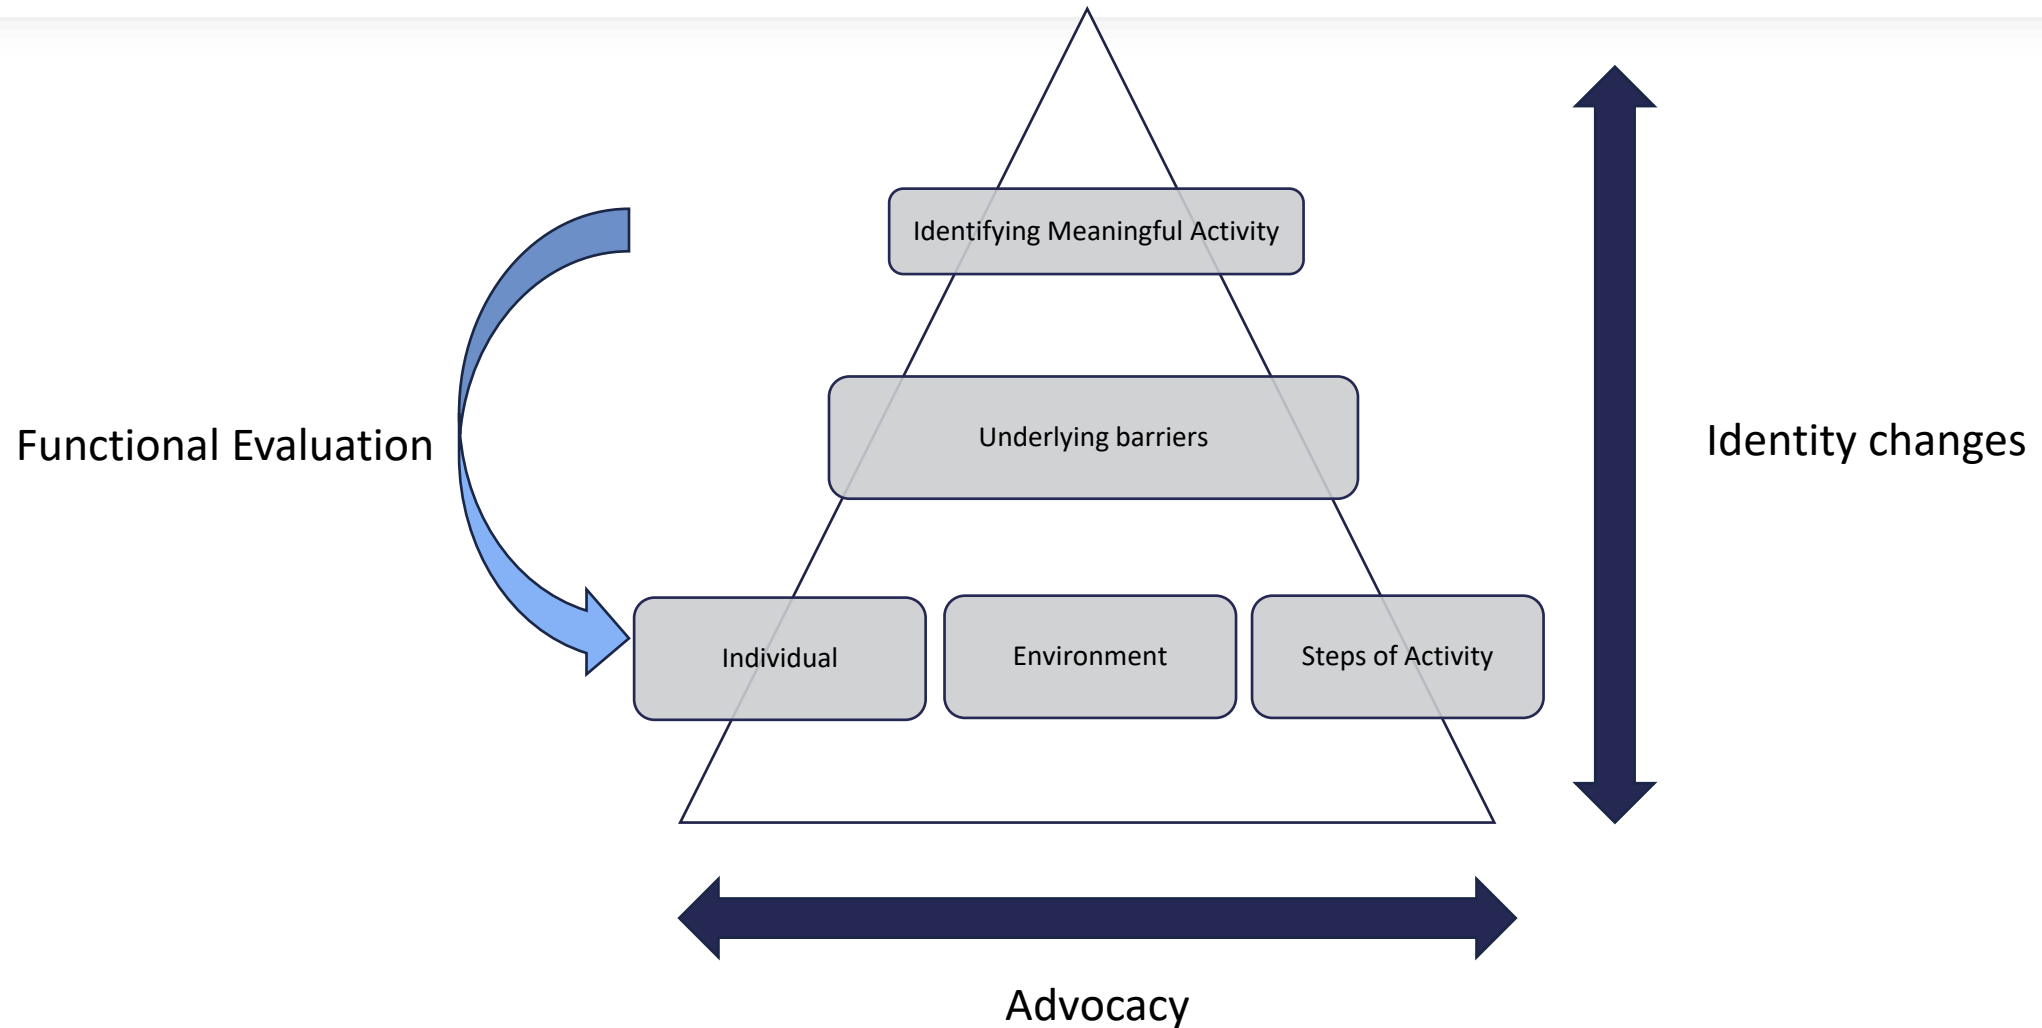 Identifying Meaningful Activity
Functional Evaluation
Underlying barriers
Identity changes
Individual
Environment
Steps of Activity
Advocacy